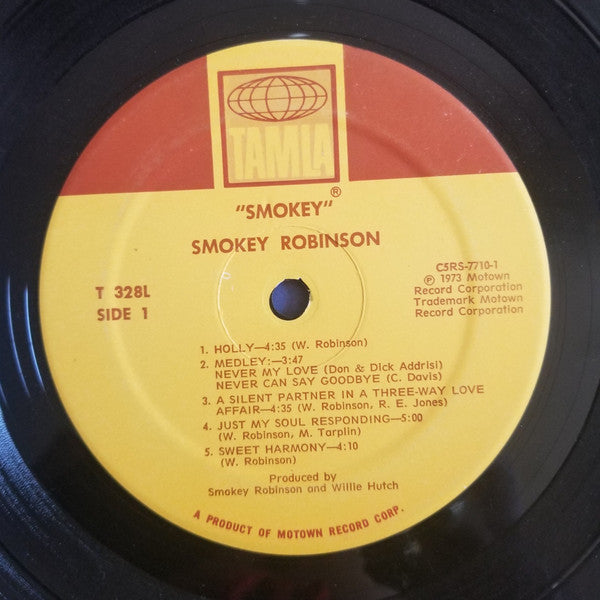 TAMLA
®
"SMOKEY"
SMOKEY ROBINSON
T 328L
SIDE 1
C5RS-7710-1
℗ 1973 Motown
Record Corporation
Trademark Motown
Record Corporation
1. HOLLY—4:35 (W. Robinson)
2. MEDLEY:—3:47
NEVER MY LOVE (Don & Dick Addrisi)
NEVER CAN SAY GOODBYE (C. Davis)
3. A SILENT PARTNER IN A THREE-WAY LOVE
AFFAIR—4:35 (W. Robinson, R. E. Jones)
4. JUST MY SOUL RESPONDING—5:00
(W. Robinson, M. Tarplin)
5. SWEET HARMONY—4:10
(W. Robinson)
Produced by
Smokey Robinson and Willie Hutch
A PRODUCT OF MOTOWN RECORD CORP.